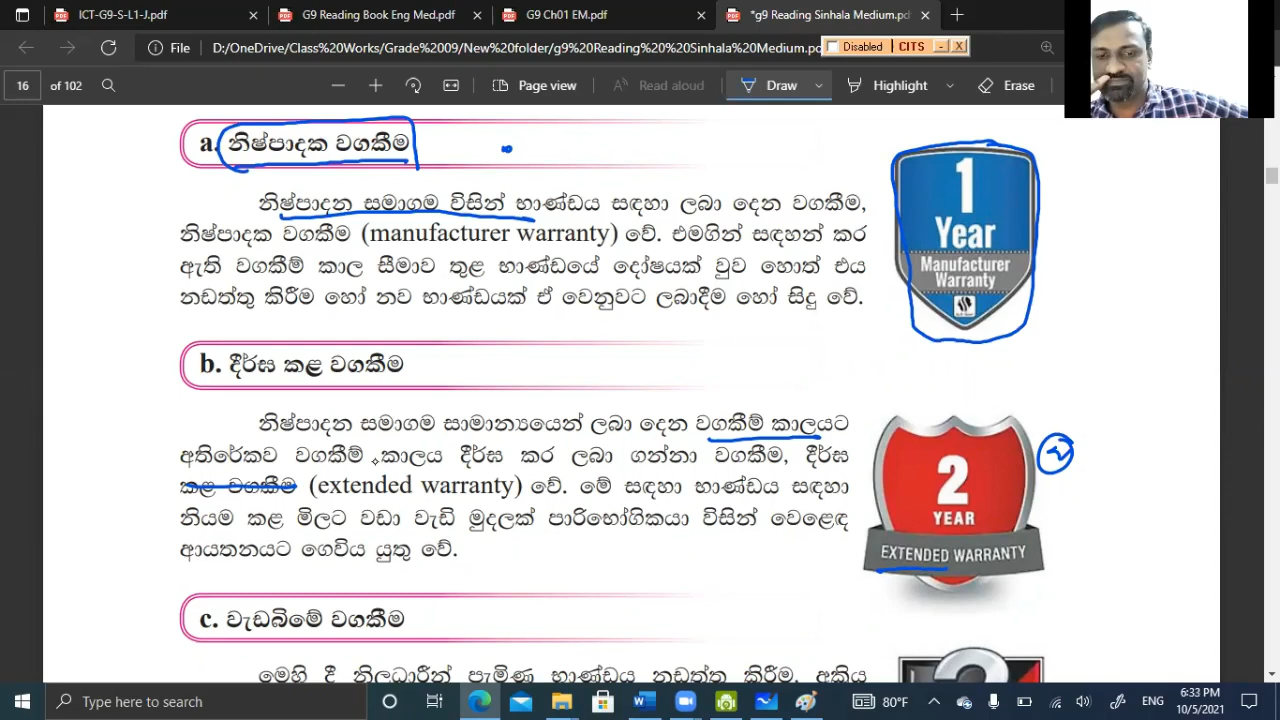 ICT-G9-S-L1-J.pdf
G9 Reading Book Eng Med.pdf
G9 Ch01 EM.pdf
*g9 Reading Sinhala Medium.pdf
File
D:/OneDrive/Class%20Works/Grade%2009/New%20folder/g9%20Reading%20%20Sinhala%20Medium.pd
Disabled
CITS
- X
16 of 102
Page view
Read aloud
Draw
Highlight
Erase
a. නිෂ්පාදක වගකීම
නිෂ්පාදන සමාගම විසින් භාණ්ඩය සඳහා ලබා දෙන වගකීම,
නිෂ්පාදක වගකීම (manufacturer warranty) වේ. එමගින් සඳහන් කර
ඇති වගකීම් කාල සීමාව තුළ භාණ්ඩයේ දෝෂයක් වුව හොත් එය
නඩත්තු කිරීම හෝ නව භාණ්ඩයක් ඒ වෙනුවට ලබාදීම හෝ සිදු වේ.
1
Year
Manufacturer
Warranty
b. දීර්ඝ කළ වගකීම
නිෂ්පාදන සමාගම සාමාන්‍යයෙන් ලබා දෙන වගකීම් කාලයට
අතිරේකව වගකීම් කාලය දීර්ඝ කර ලබා ගන්නා වගකීම, දීර්ඝ
කළ වගකීම (extended warranty) වේ. මේ සඳහා භාණ්ඩය සඳහා
නියම කළ මිලට වඩා වැඩි මුදලක් පාරිභෝගිකයා විසින් වෙළෙඳ
ආයතනයට ගෙවිය යුතු වේ.
2
YEAR
EXTENDED WARRANTY
c. වැඩබිමේ වගකීම
මෙහි දී නිලධාරීන් පැමිණ භාණ්ඩය නඩත්තු කිරීම, අකිය
Type here to search
80°F
ENG
6:33 PM
10/5/2021